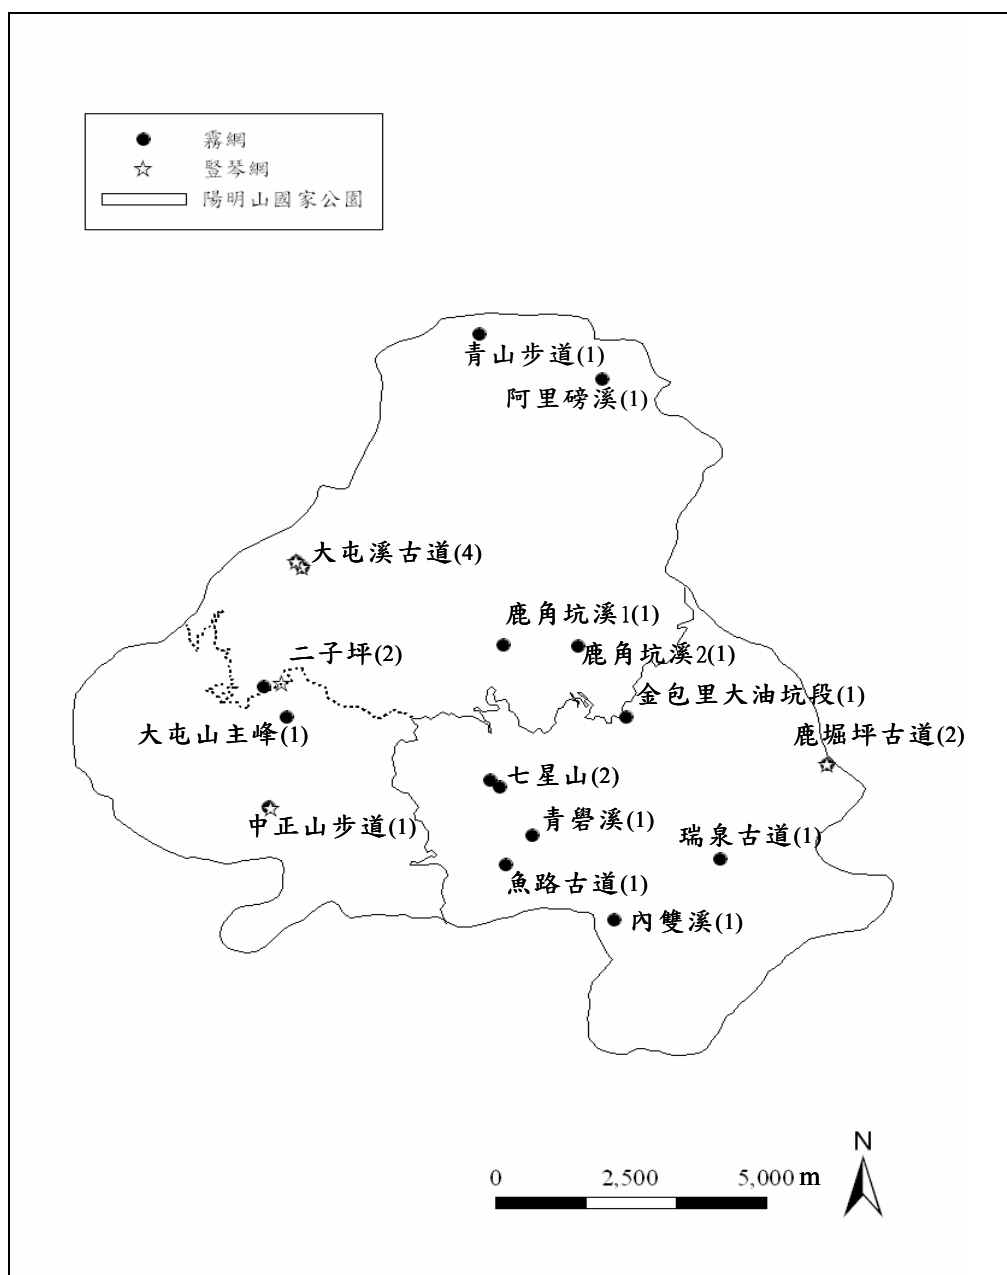 霧網
豎琴網
陽明山國家公園
青山步道(1)
阿里磅溪(1)
大屯溪古道(4)
鹿角坑溪1(1)
二子坪(2)
鹿角坑溪2(1)
金包里大油坑段(1)
大屯山主峰(1)
鹿堀坪古道(2)
七星山(2)
中正山步道(1)
青礐溪(1)
瑞泉古道(1)
魚路古道(1)
內雙溪(1)
N
0 2,500 5,000 m